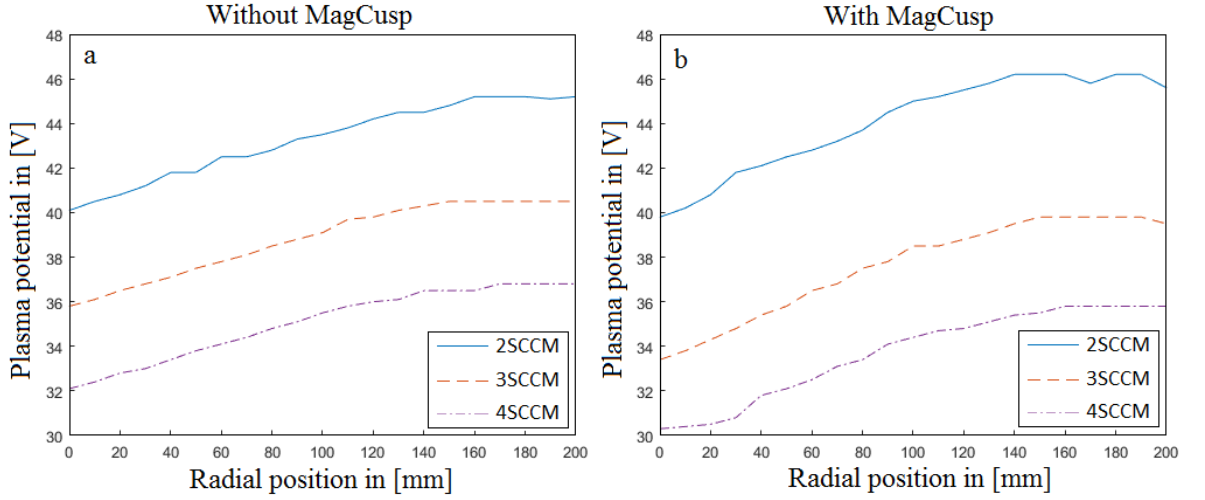 Without MagCusp
a
48
46
44
42
40
38
36
34
32
30
0 20 40 60 80 100 120 140 160 180 200
Plasma potential in [V]
Radial position in [mm]
2SCCM
3SCCM
4SCCM
With MagCusp
b
48
46
44
42
40
38
36
34
32
30
0 20 40 60 80 100 120 140 160 180 200
Plasma potential in [V]
Radial position in [mm]
2SCCM
3SCCM
4SCCM